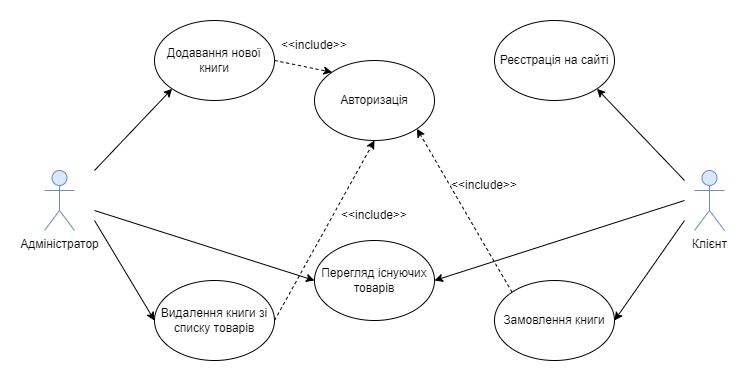 Додавання нової
книги
<<include>>
Авторизація
Реєстрація на сайті
<<include>>
<<include>>
Адміністратор
Клієнт
Перегляд існуючих
товарів
Видалення книги зі
списку товарів
Замовлення книги